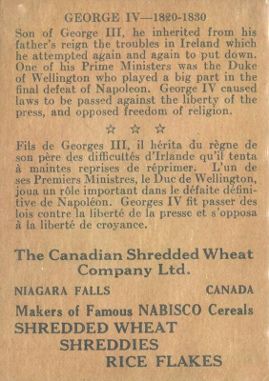 GEORGE IV—1820-1830
Son of George III, he inherited from his
father's reign the troubles in Ireland which
he attempted again and again to put down.
One of his Prime Ministers was the Duke
of Wellington who played a big part in the
final defeat of Napoleon. George IV caused
laws to be passed against the liberty of the
press, and opposed freedom of religion.
☆ ☆ ☆
Fils de Georges III, il hérita du règne de
son père des difficultés d'Irlande qu'il tenta
à maintes reprises de réprimer. L'un de
ses Premiers Ministres, le Duc de Wellington,
joua un rôle important dans le défaite défini-
tive de Napoléon. Georges IV fit passer des
lois contre la liberté de la presse et s'opposa
à la liberté de croyance.
The Canadian Shredded Wheat
Company Ltd.
NIAGARA FALLS CANADA
Makers of Famous NABISCO Cereals
SHREDDED WHEAT
SHREDDIES
RICE FLAKES